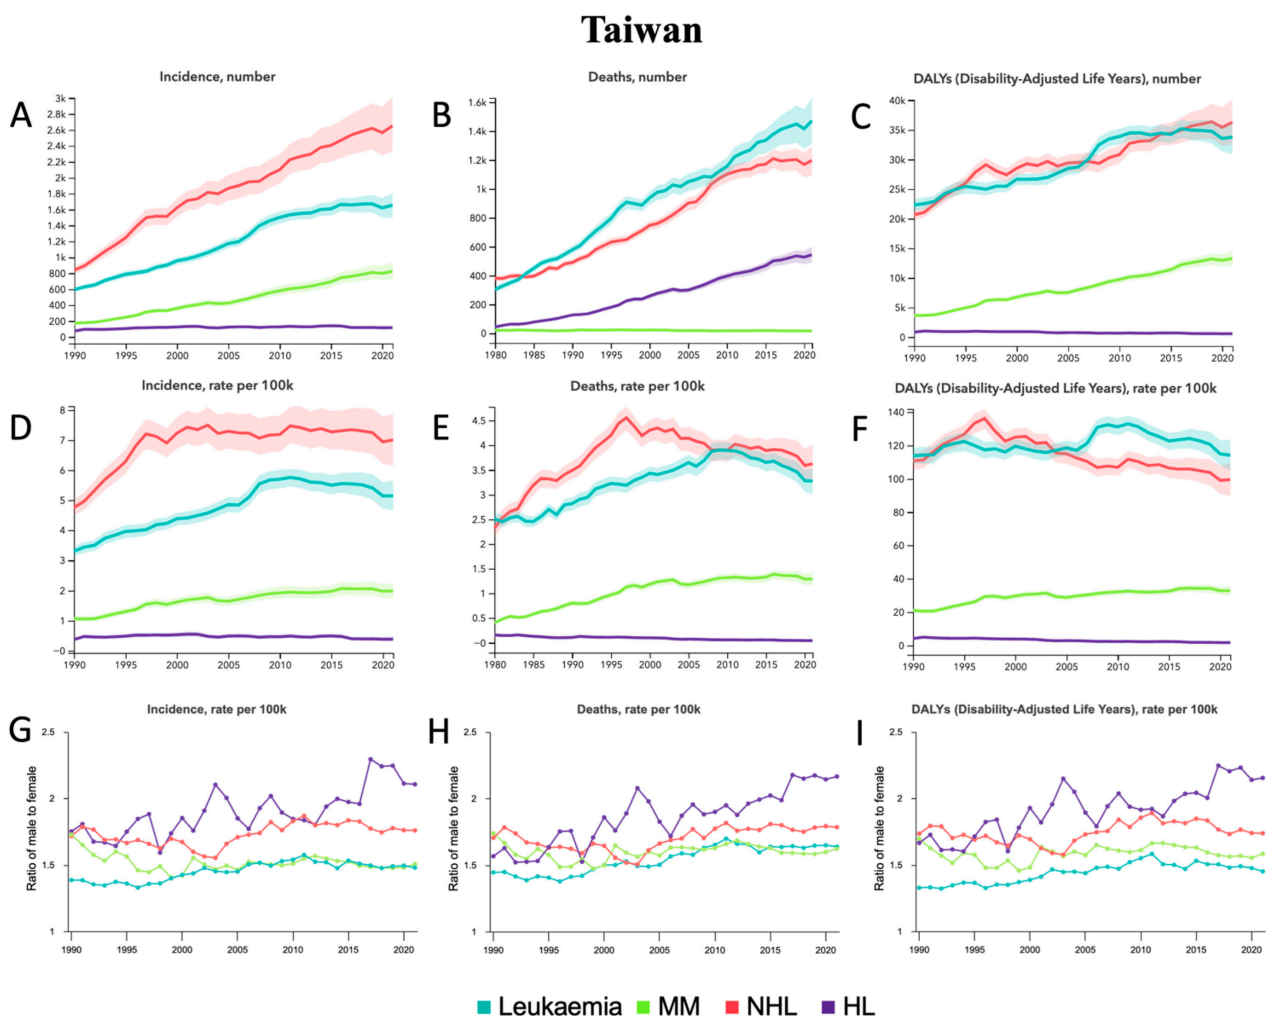 Taiwan
Incidence, number
Deaths, number
DALYs (Disability-Adjusted Life Years), number
A
3k
2.8k
2.6k
2.4k
2.2k
2k
1.8k
1.6k
1.4k
1.2k
1k
800
600
400
200
0
1990 1995 2000 2005 2010 2015 2020
B
1.6k
1.4k
1.2k
1k
800
600
400
200
0
1980 1985 1990 1995 2000 2005 2010 2015 2020
C
40k
35k
30k
25k
20k
15k
10k
5k
0
1990 1995 2000 2005 2010 2015 2020
Incidence, rate per 100k
Deaths, rate per 100k
DALYs (Disability-Adjusted Life Years), rate per 100k
D
8
7
6
5
4
3
2
1
−0
1990 1995 2000 2005 2010 2015 2020
E
4.5
4
3.5
3
2.5
2
1.5
1
0.5
−0
1980 1985 1990 1995 2000 2005 2010 2015 2020
F
140
120
100
80
60
40
20
0
1990 1995 2000 2005 2010 2015 2020
Incidence, rate per 100k
Deaths, rate per 100k
DALYs (Disability-Adjusted Life Years), rate per 100k
G
Ratio of male to female
2.5
2
1.5
1
1990 1995 2000 2005 2010 2015 2020
H
Ratio of male to female
2.5
2
1.5
1
1990 1995 2000 2005 2010 2015 2020
I
Ratio of male to female
2.5
2
1.5
1
1990 1995 2000 2005 2010 2015 2020
Leukaemia MM NHL HL